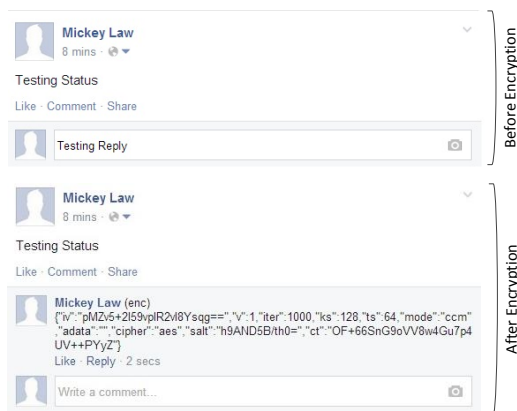 Mickey Law
8 mins ·
Testing Status
Like · Comment · Share
Testing Reply
Before Encryption
Mickey Law
8 mins ·
Testing Status
Like · Comment · Share
Mickey Law (enc)
{"iv":"pMZv5+2I59vplR2vl8Ysqg==","v":1,"iter":1000,"ks":128,"ts":64,"mode":"ccm"
,"adata":"","cipher":"aes","salt":"h9AND5B/th0=","ct":"OF+66SnG9oVV8w4Gu7p4
UV++PYyZ"}
Like · Reply · 2 secs
Write a comment...
After Encryption